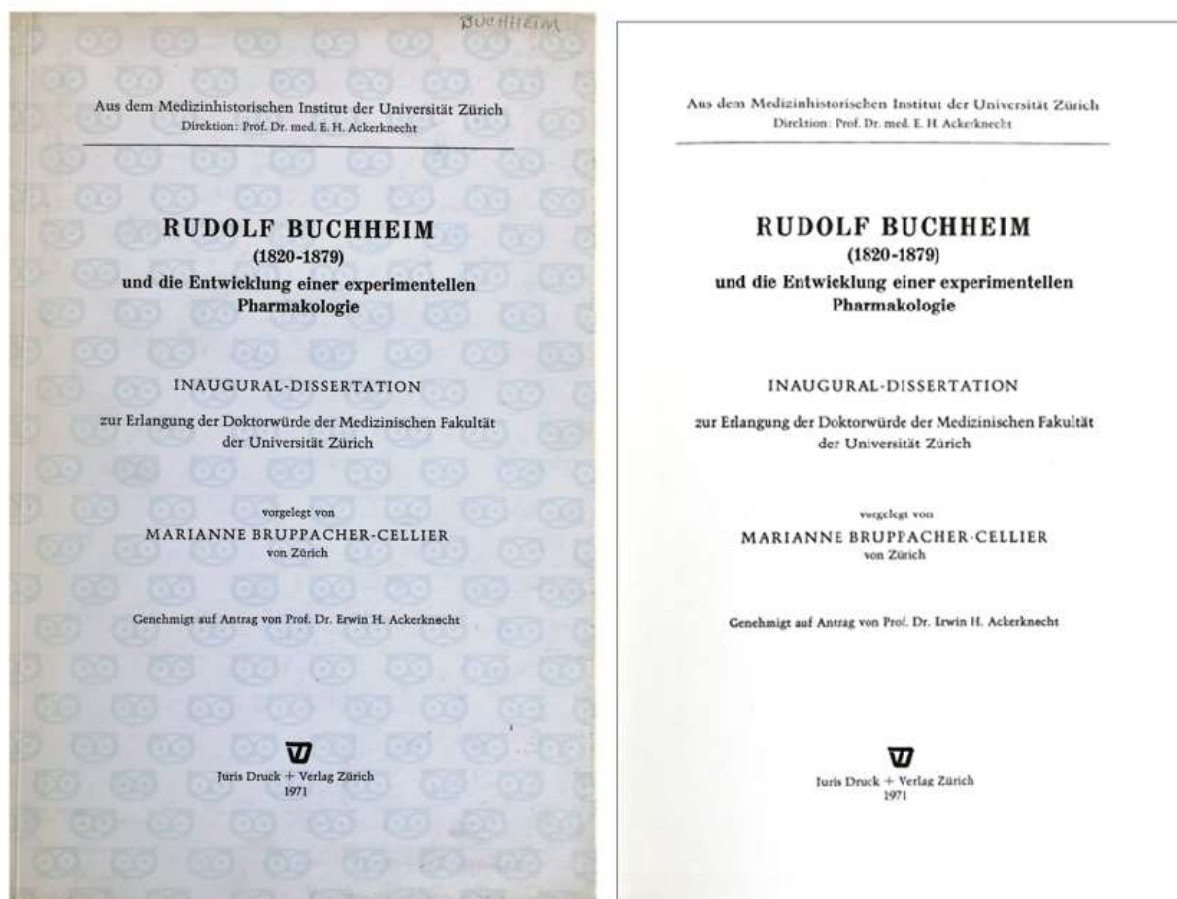 BUCHHEIM
Aus dem Medizinhistorischen Institut der Universität Zürich
Direktion: Prof. Dr. med. E. H. Ackerknecht
RUDOLF BUCHHEIM
(1820-1879)
und die Entwicklung einer experimentellen
Pharmakologie
INAUGURAL-DISSERTATION
zur Erlangung der Doktorwürde der Medizinischen Fakultät
der Universität Zürich
vorgelegt von
MARIANNE BRUPPACHER-CELLIER
von Zürich
Genehmigt auf Antrag von Prof. Dr. Erwin H. Ackerknecht
Juris Druck + Verlag Zürich
1971
Aus dem Medizinhistorischen Institut der Universität Zürich
Direktion: Prof. Dr. med. E. H. Ackerknecht
RUDOLF BUCHHEIM
(1820-1879)
und die Entwicklung einer experimentellen
Pharmakologie
INAUGURAL-DISSERTATION
zur Erlangung der Doktorwürde der Medizinischen Fakultät
der Universität Zürich
vorgelegt von
MARIANNE BRUPPACHER-CELLIER
von Zürich
Genehmigt auf Antrag von Prof. Dr. Erwin H. Ackerknecht
Juris Druck + Verlag Zürich
1971